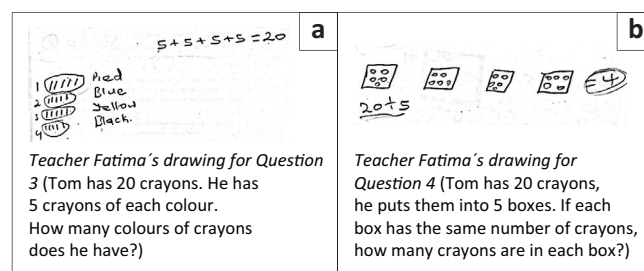 a
5+5+5+5=20
1 Red
2 Blue
3 Yellow
4 Black.
Teacher Fatima´s drawing for Question
3 (Tom has 20 crayons. He has
5 crayons of each colour.
How many colours of crayons
does he have?)
b
=4
20÷5
Teacher Fatima´s drawing for
Question 4 (Tom has 20 crayons,
he puts them into 5 boxes. If each
box has the same number of crayons,
how many crayons are in each box?)